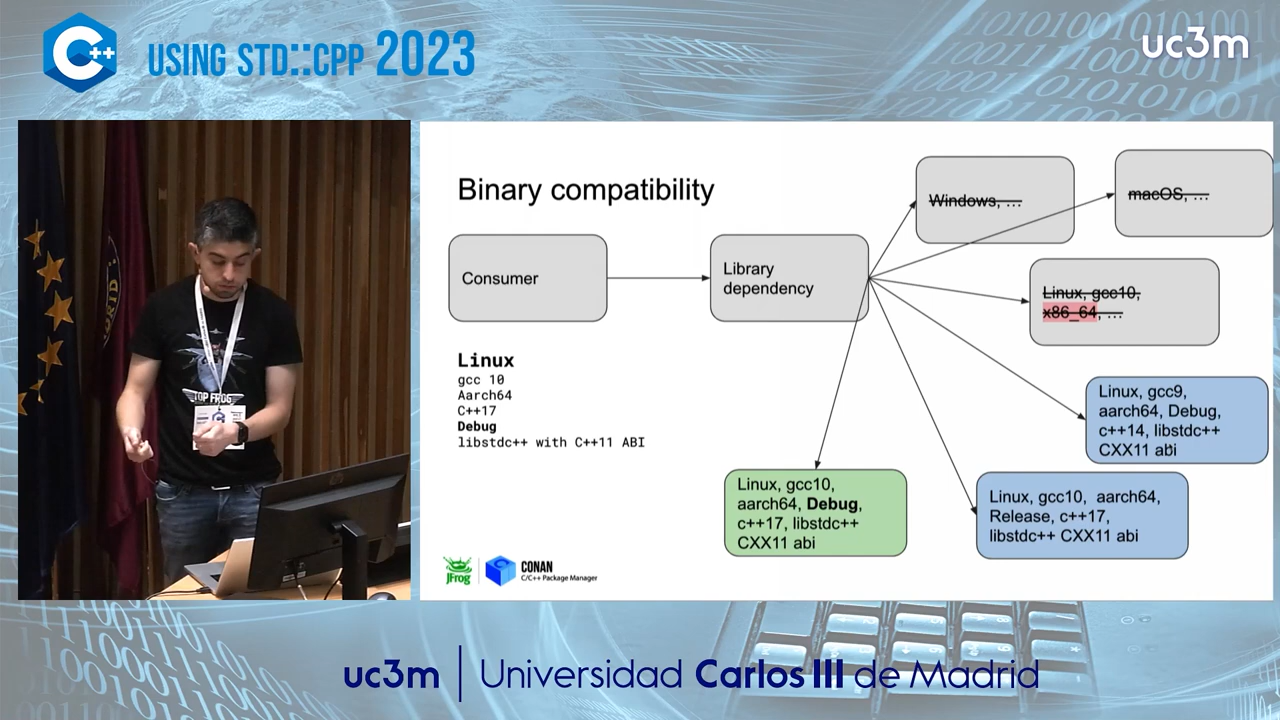 C++
USING STD::CPP 2023
uc3m
Binary compatibility
Windows, ...
macOS, ...
Consumer
Library
dependency
Linux, gcc10,
x86_64, ...
Linux
gcc 10
Aarch64
C++17
Debug
libstdc++ with C++11 ABI
Linux, gcc9,
aarch64, Debug,
c++14, libstdc++
CXX11 abi
Linux, gcc10,
aarch64, Debug,
c++17, libstdc++
CXX11 abi
Linux, gcc10, aarch64,
Release, c++17,
libstdc++ CXX11 abi
JFrog
CONAN
C/C++ Package Manager
TOP FROG
uc3m | Universidad Carlos III de Madrid